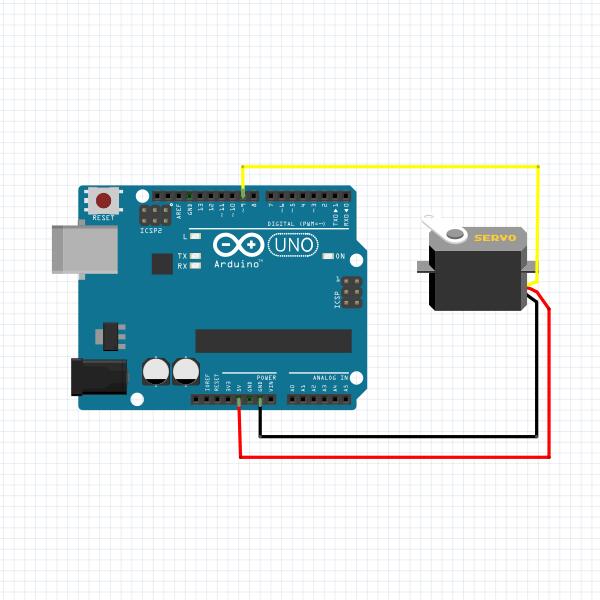 RESET
ICSP2
AREF
GND
13
12
~11
~10
~9
8
7
~6
~5
4
~3
2
TXD▶1
RXD◀0
DIGITAL (PWM=~)
L
TX
RX
UNO
Arduino™
ON
SERVO
ICSP
1
POWER
ANALOG IN
IOREF
RESET
3V3
5V
GND
GND
VIN
A0
A1
A2
A3
A4
A5